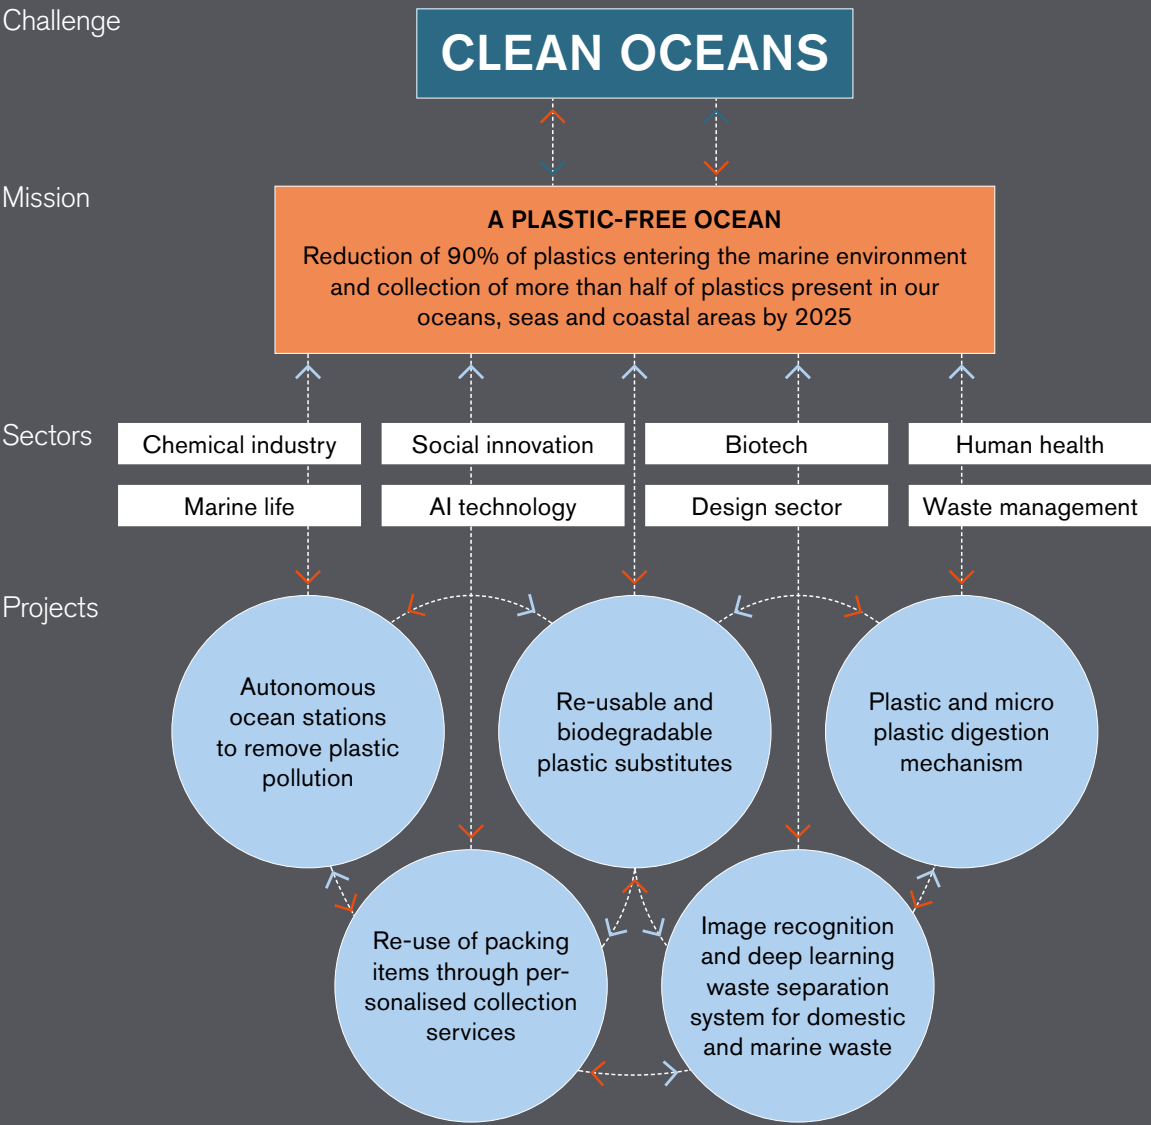 Challenge
CLEAN OCEANS
Mission
A PLASTIC-FREE OCEAN
Reduction of 90% of plastics entering the marine environment
and collection of more than half of plastics present in our
oceans, seas and coastal areas by 2025
Sectors
Chemical industry
Social innovation
Biotech
Human health
Marine life
AI technology
Design sector
Waste management
Projects
Autonomous
ocean stations
to remove plastic
pollution
Re-usable and
biodegradable
plastic substitutes
Plastic and micro
plastic digestion
mechanism
Re-use of packing
items through per-
sonalised collection
services
Image recognition
and deep learning
waste separation
system for domestic
and marine waste